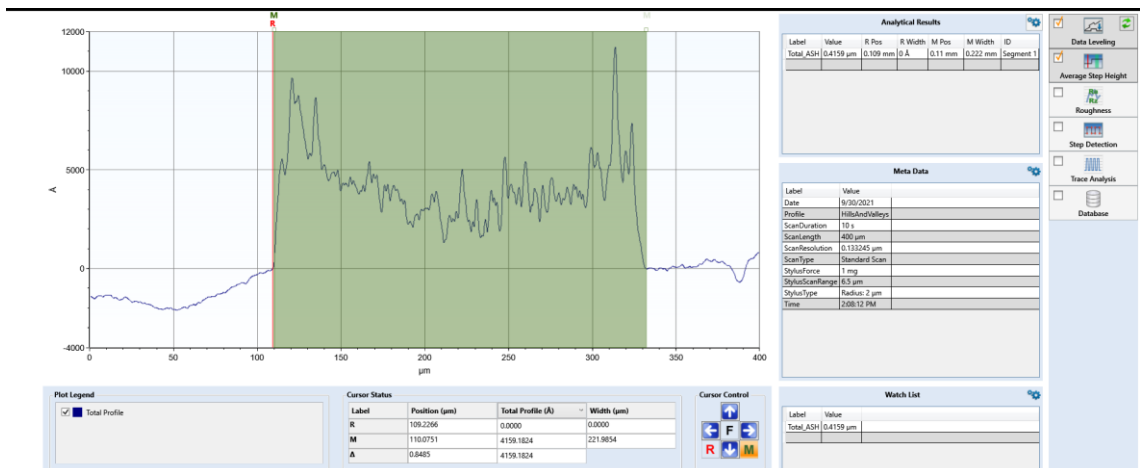 M
R
M
12000
10000
5000
0
-4000
Å
0 50 100 150 200 250 300 350 400
µm
Analytical Results
Label Value R Pos R Width M Pos M Width ID
Total_ASH 0.4159 µm 0.109 mm 0 Å 0.11 mm 0.222 mm Segment 1
Meta Data
Label Value
Date 9/30/2021
Profile HillsAndValleys
ScanDuration 10 s
ScanLength 400 µm
ScanResolution 0.133245 µm
ScanType Standard Scan
StylusForce 1 mg
StylusScanRange 6.5 µm
StylusType Radius: 2 µm
Time 2:08:12 PM
Data Leveling
Average Step Height
Roughness
Step Detection
Trace Analysis
Database
Plot Legend
Total Profile
Cursor Status
Label Position (µm) Total Profile (Å) Width (µm)
R 109.2266 0.0000 0.0000
M 110.0751 4159.1824 221.9854
Δ 0.8485 4159.1824
Cursor Control
F
R M
Watch List
Label Value
Total_ASH 0.4159 µm